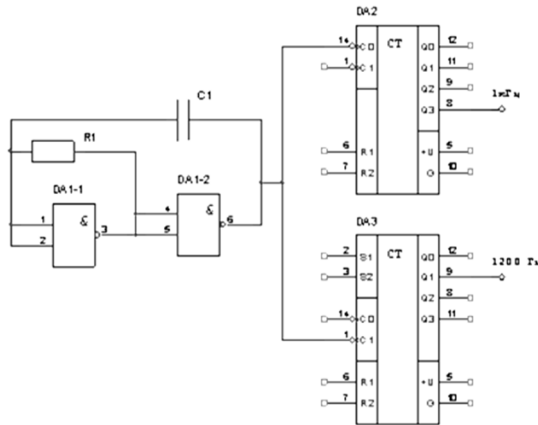 DA2
14 C0 CT Q0 12
1 C1 Q1 11
Q2 9
Q3 8 1мГц
6 R1 +U 5
7 R2 0 10
C1
R1
DA1-1
DA1-2
1 & 3
2
4 & 6
5
DA3
2 S1 CT Q0 12
3 S2 Q1 9 1200 Гц
Q2 8
14 C0 Q3 11
1 C1
6 R1 +U 5
7 R2 0 10